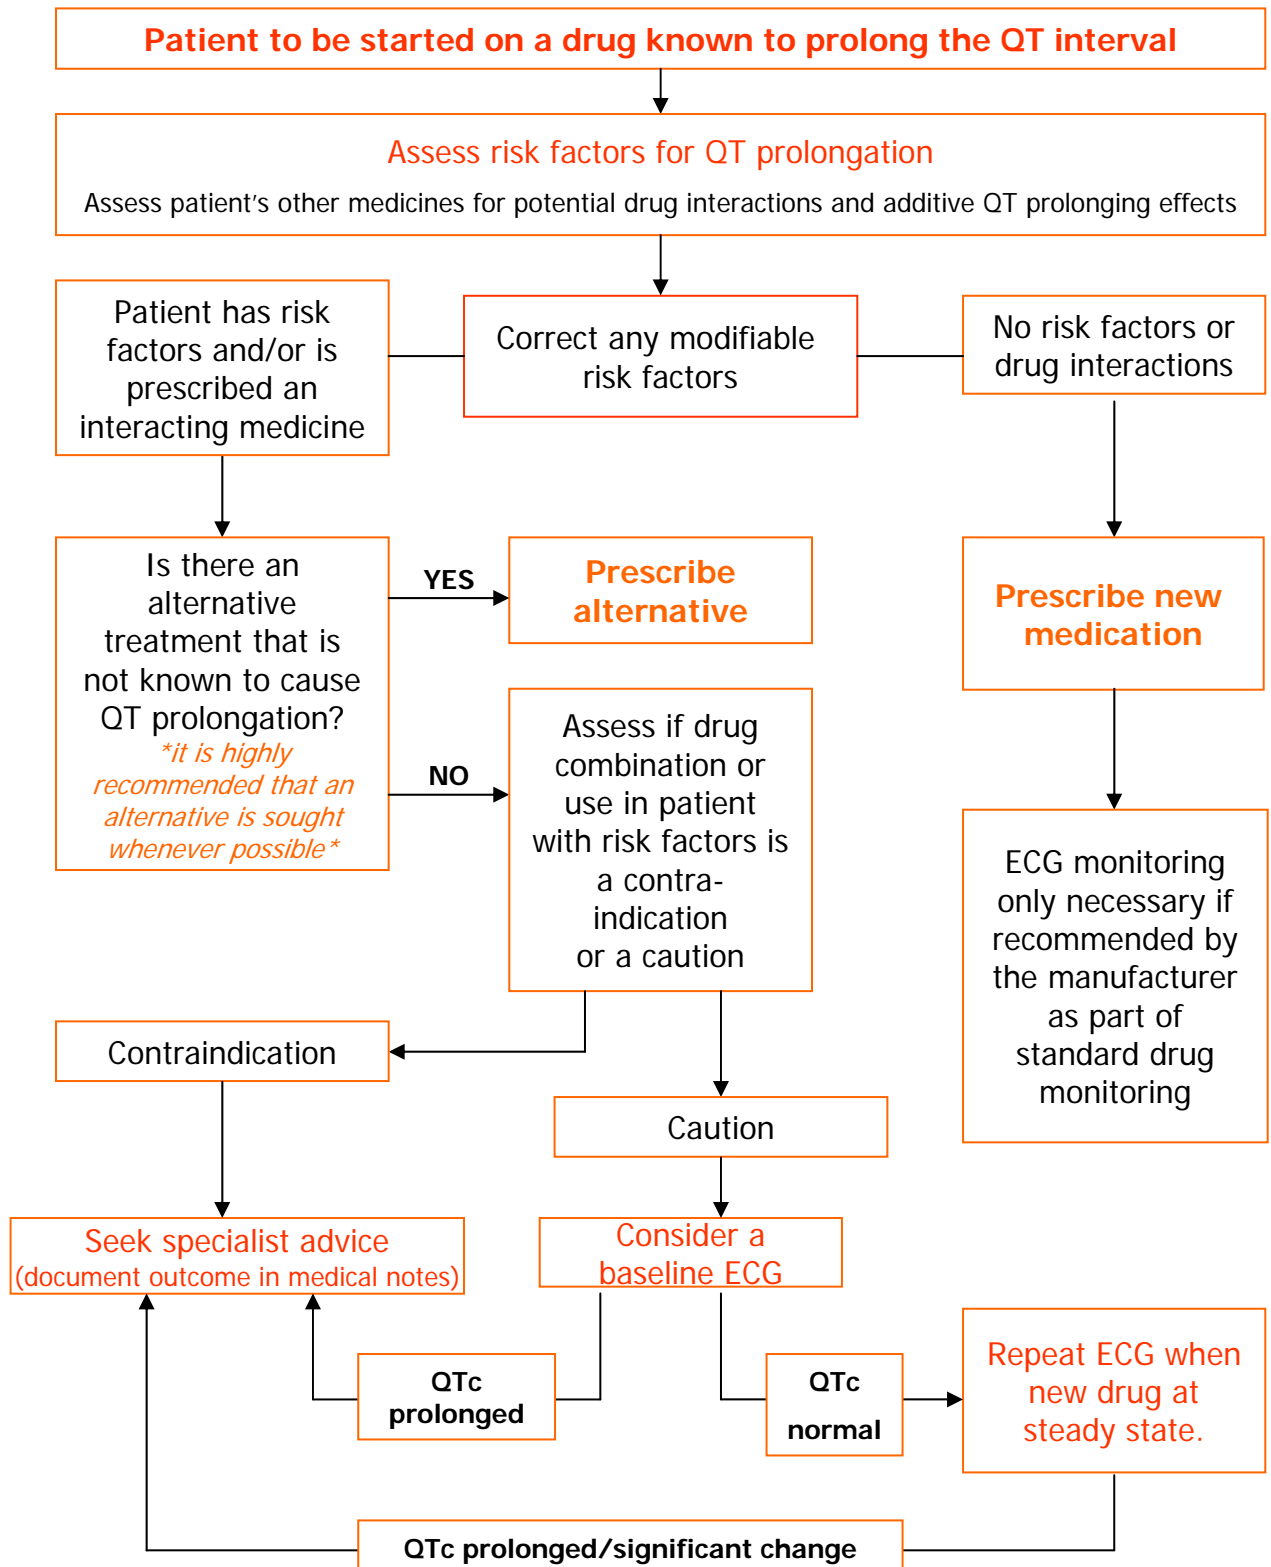 Patient to be started on a drug known to prolong the QT interval
Assess risk factors for QT prolongation
Assess patient's other medicines for potential drug interactions and additive QT prolonging effects
Patient has risk
factors and/or is
prescribed an
interacting medicine
Correct any modifiable
risk factors
No risk factors or
drug interactions
Is there an
alternative
treatment that is
not known to cause
QT prolongation?
*it is highly
recommended that an
alternative is sought
whenever possible*
YES
Prescribe
alternative
NO
Assess if drug
combination or
use in patient
with risk factors is
a contra-
indication
or a caution
Prescribe new
medication
ECG monitoring
only necessary if
recommended by
the manufacturer
as part of
standard drug
monitoring
Contraindication
Caution
Seek specialist advice
(document outcome in medical notes)
Consider a
baseline ECG
QTc
prolonged
QTc
normal
Repeat ECG when
new drug at
steady state.
QTc prolonged/significant change